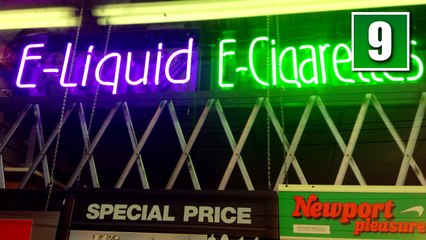 9
E-Liquid E-Cigarettes
SPECIAL PRICE
Newport
pleasure!